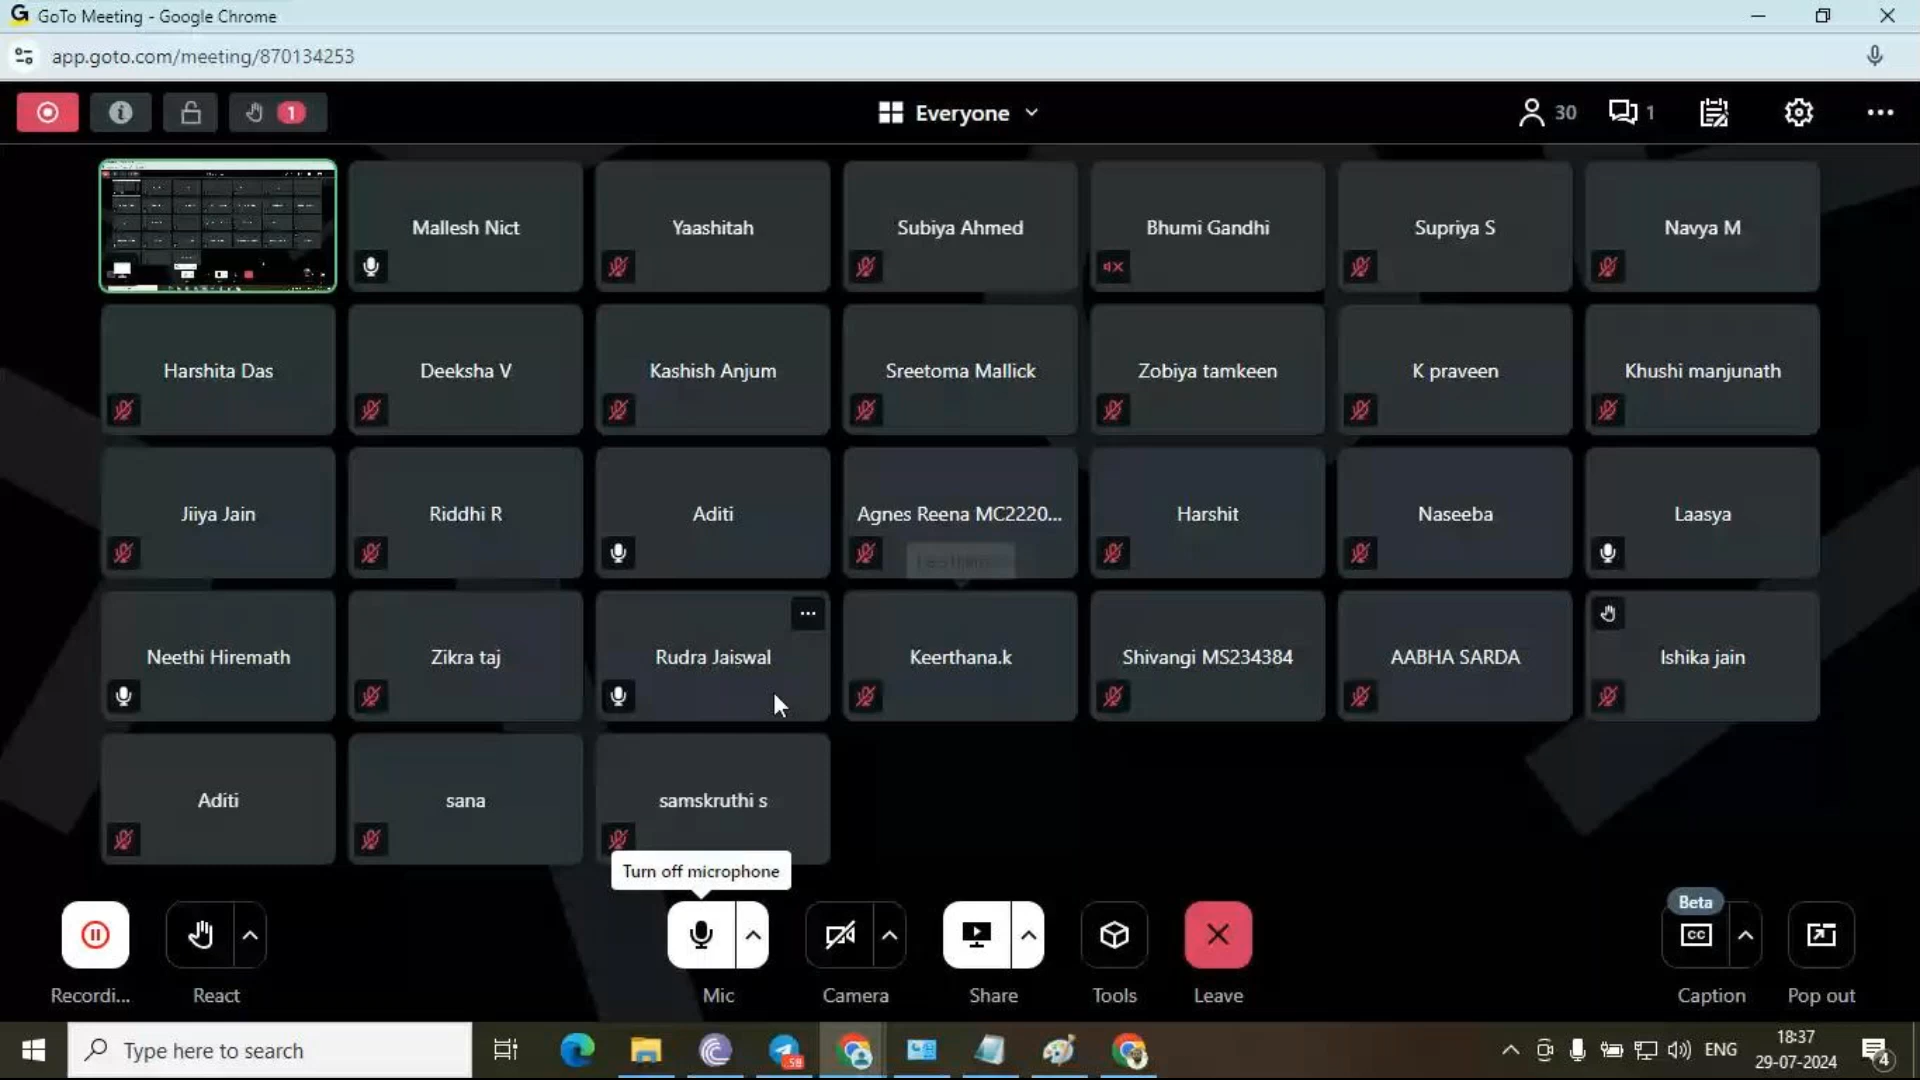 GoTo Meeting - Google Chrome
app.goto.com/meeting/870134253
1
Everyone
30
1
Mallesh Nict
Yaashitah
Subiya Ahmed
Bhumi Gandhi
Supriya S
Navya M
Harshita Das
Deeksha V
Kashish Anjum
Sreetoma Mallick
Zobiya tamkeen
K praveen
Khushi manjunath
Jiiya Jain
Riddhi R
Aditi
Agnes Reena MC2220...
Harshit
Naseeba
Laasya
Neethi Hiremath
Zikra taj
Rudra Jaiswal
Keerthana.k
Shivangi MS234384
AABHA SARDA
Ishika jain
Aditi
sana
samskruthi s
Turn off microphone
Beta
CC
Recordi...
React
Mic
Camera
Share
Tools
Leave
Caption
Pop out
Type here to search
58
ENG
18:37
29-07-2024
4